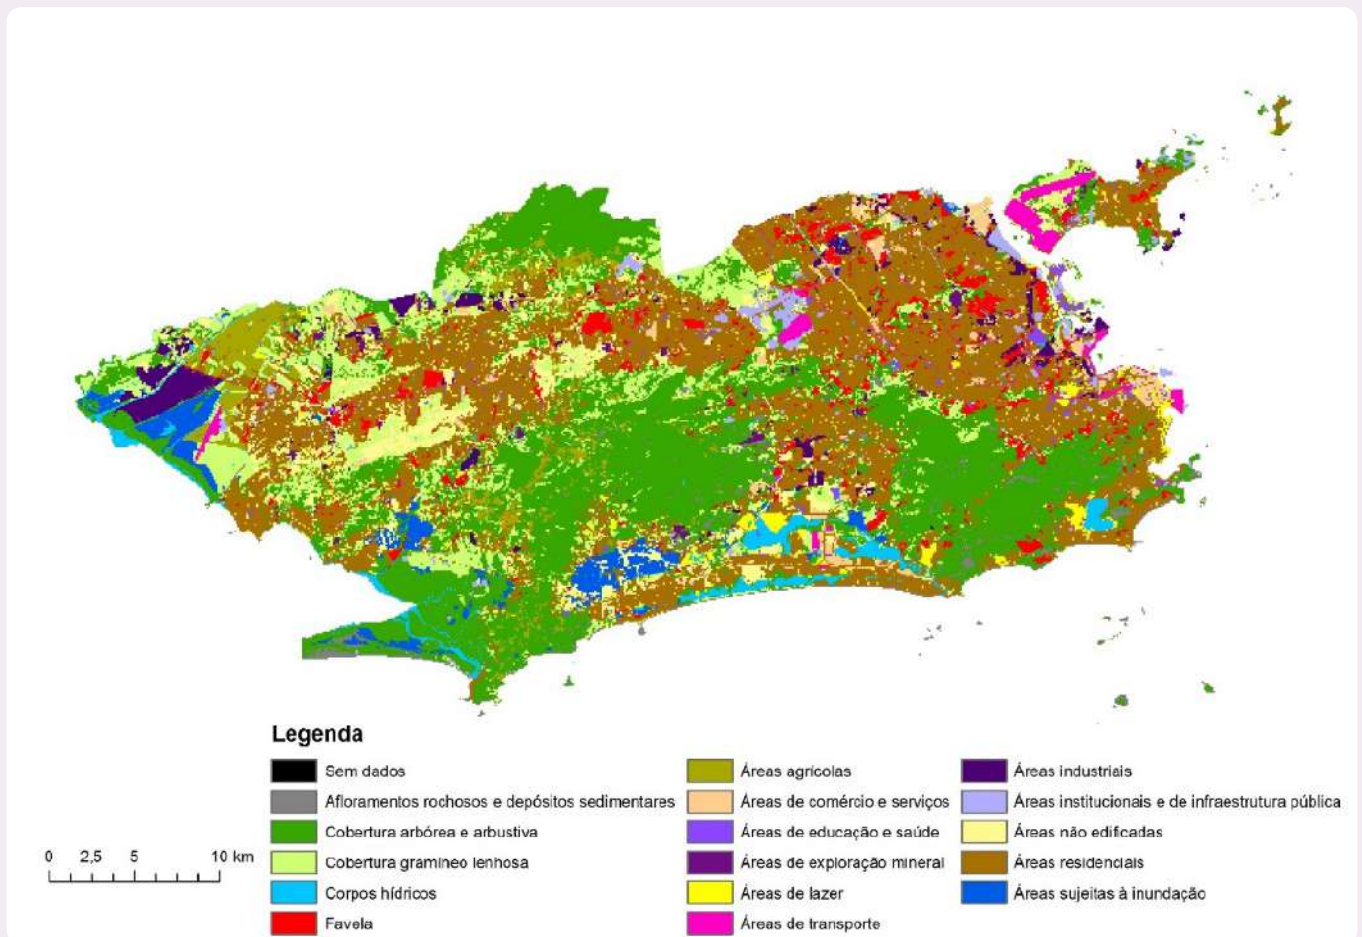 Legenda
Sem dados
Afloramentos rochosos e depósitos sedimentares
Cobertura arbórea e arbustiva
Cobertura gramíneo lenhosa
Corpos hídricos
Favela
Áreas agrícolas
Áreas de comércio e serviços
Áreas de educação e saúde
Áreas de exploração mineral
Áreas de lazer
Áreas de transporte
Áreas industriais
Áreas institucionais e de infraestrutura pública
Áreas não edificadas
Áreas residenciais
Áreas sujeitas à inundação
0 2,5 5 10 km